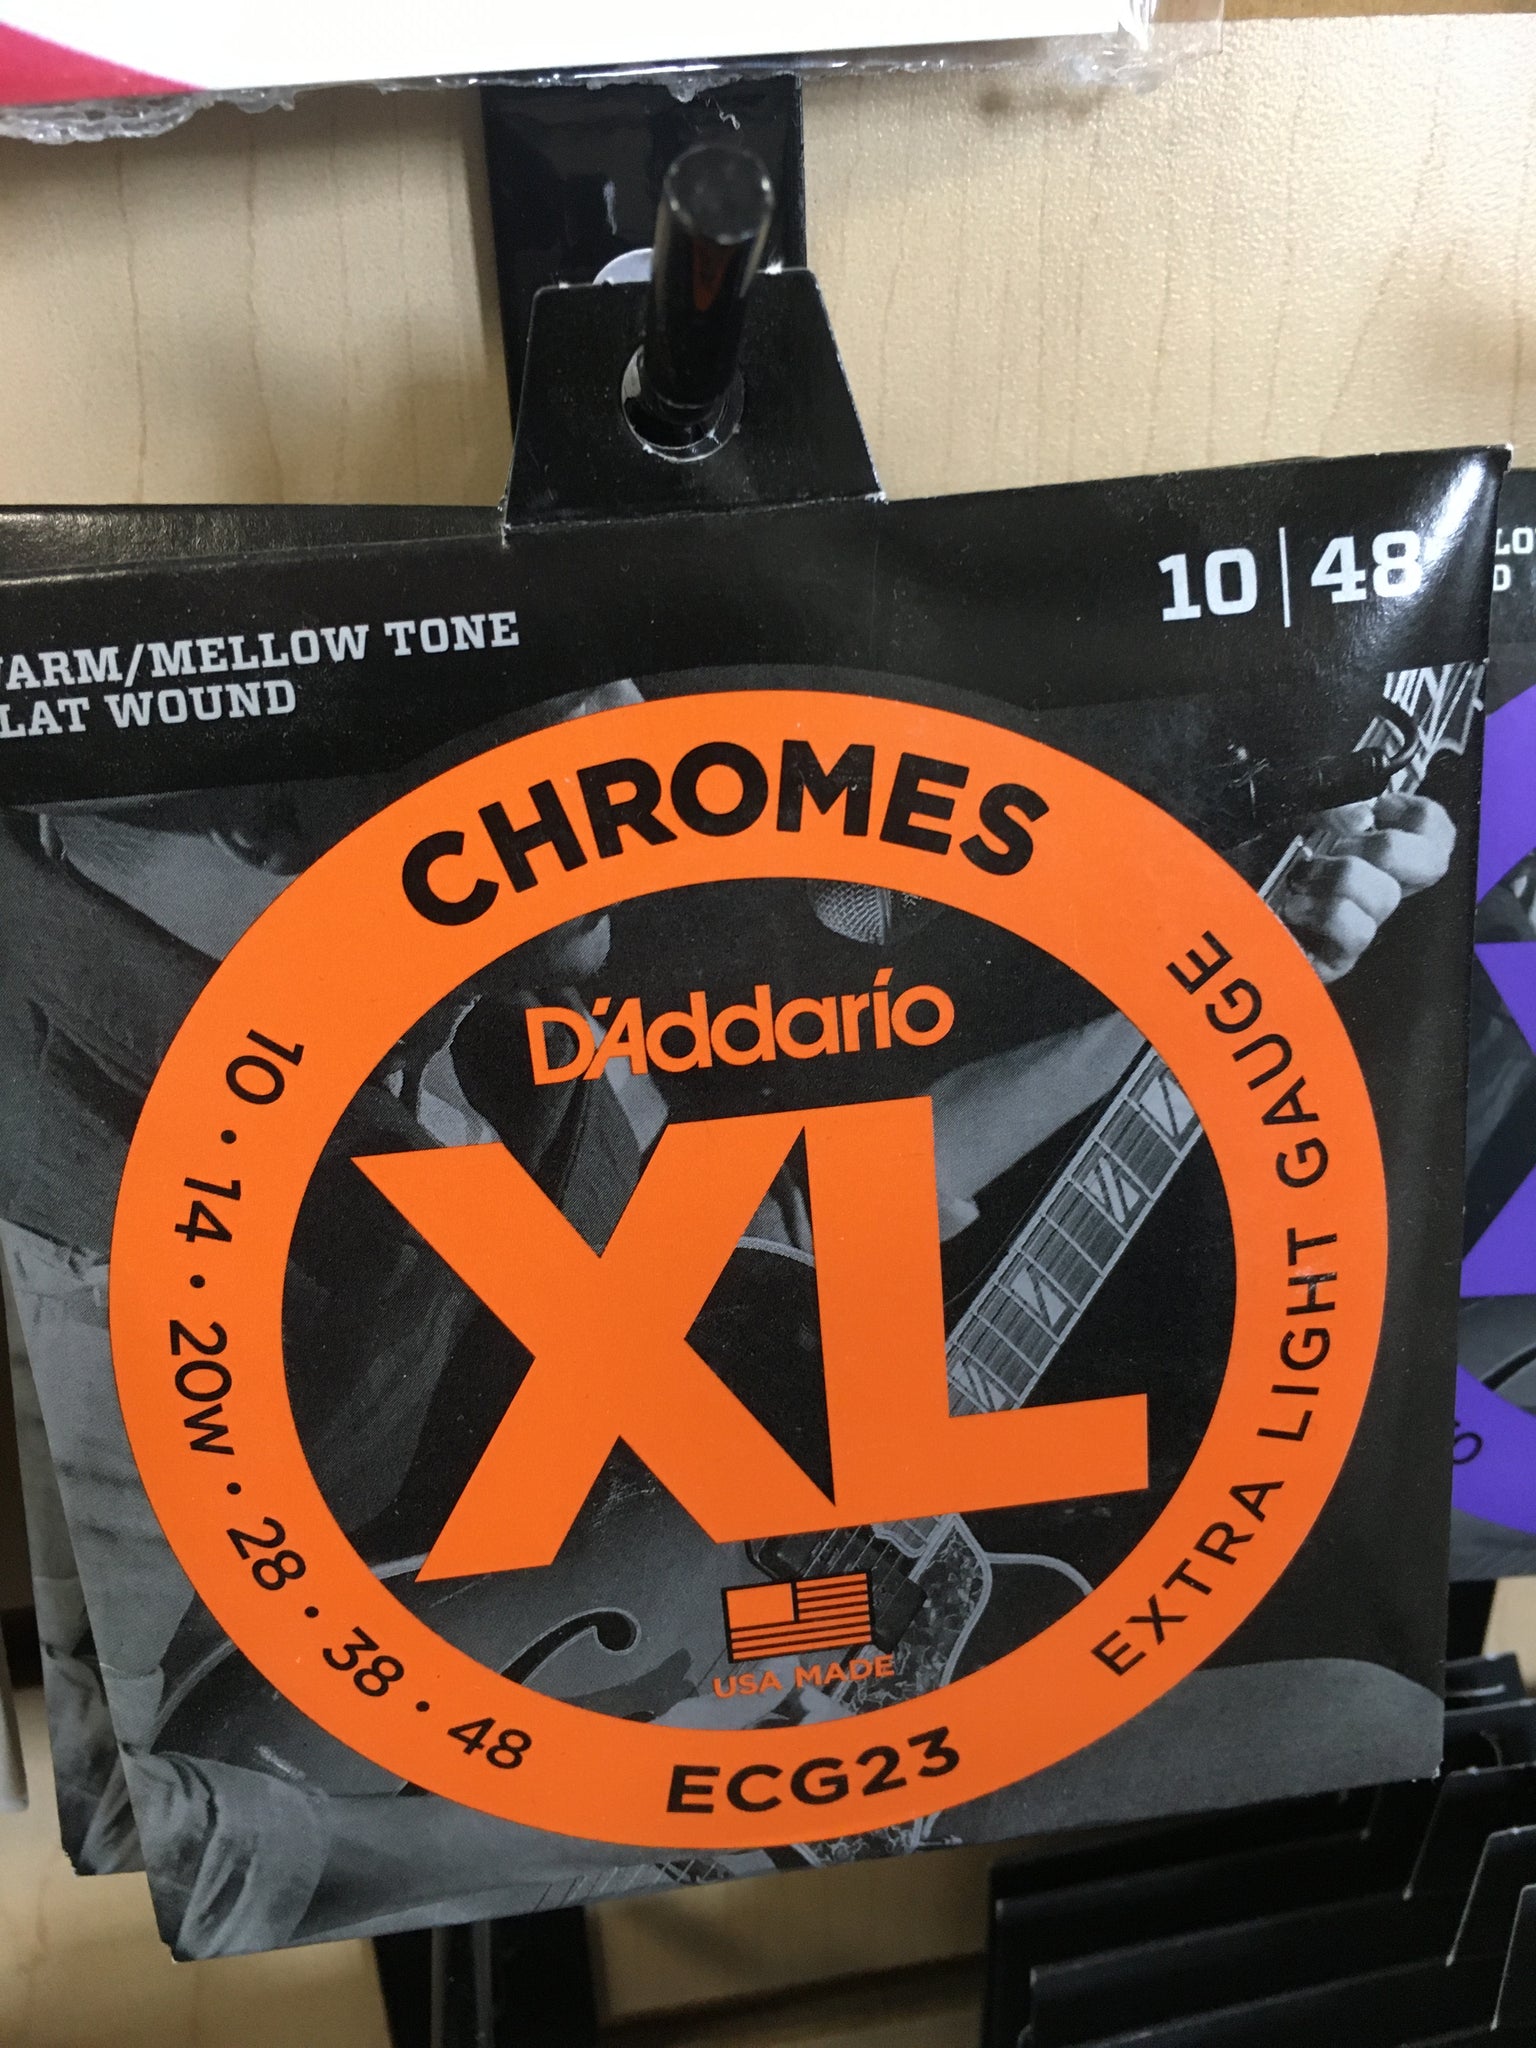 10 | 48
ARM/MELLOW TONE
LAT WOUND
CHROMES
D'Addario
XL
USA MADE
10 · 14 · 20W · 28 · 38 · 48
EXTRA LIGHT GAUGE
ECG23